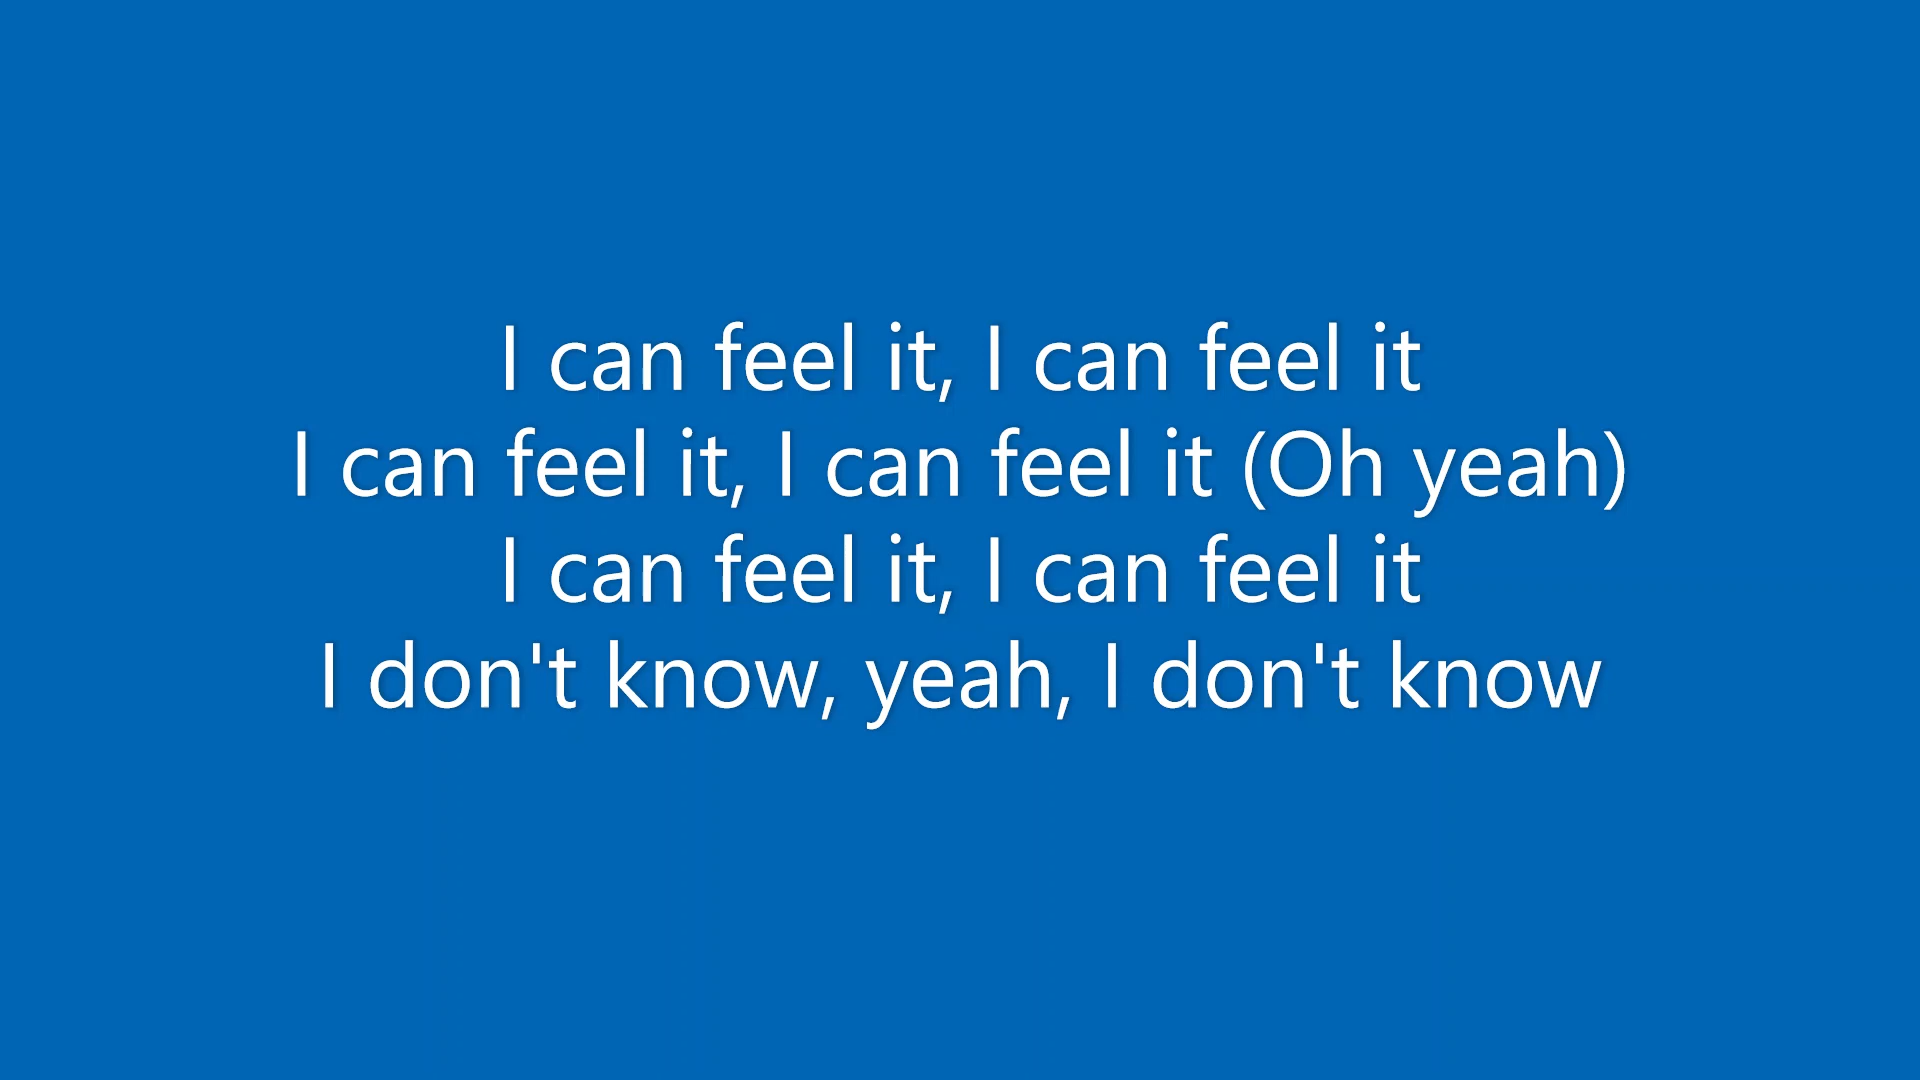 I can feel it, I can feel it
I can feel it, I can feel it (Oh yeah)
I can feel it, I can feel it
I don't know, yeah, I don't know